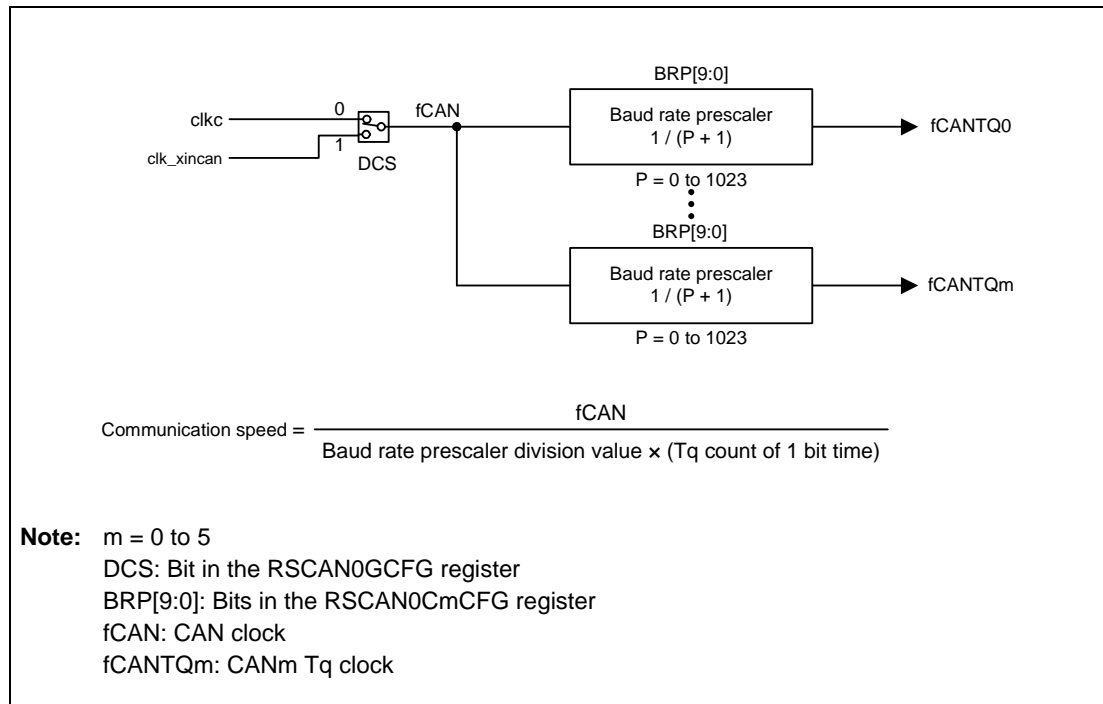 BRP[9:0]
clkc
0
fCAN
Baud rate prescaler
1 / (P + 1)
fCANTQ0
clk_xincan
1
DCS
P = 0 to 1023
BRP[9:0]
Baud rate prescaler
1 / (P + 1)
fCANTQm
P = 0 to 1023
Communication speed =
fCAN
Baud rate prescaler division value × (Tq count of 1 bit time)
Note: m = 0 to 5
DCS: Bit in the RSCAN0GCFG register
BRP[9:0]: Bits in the RSCAN0CmCFG register
fCAN: CAN clock
fCANTQm: CANm Tq clock